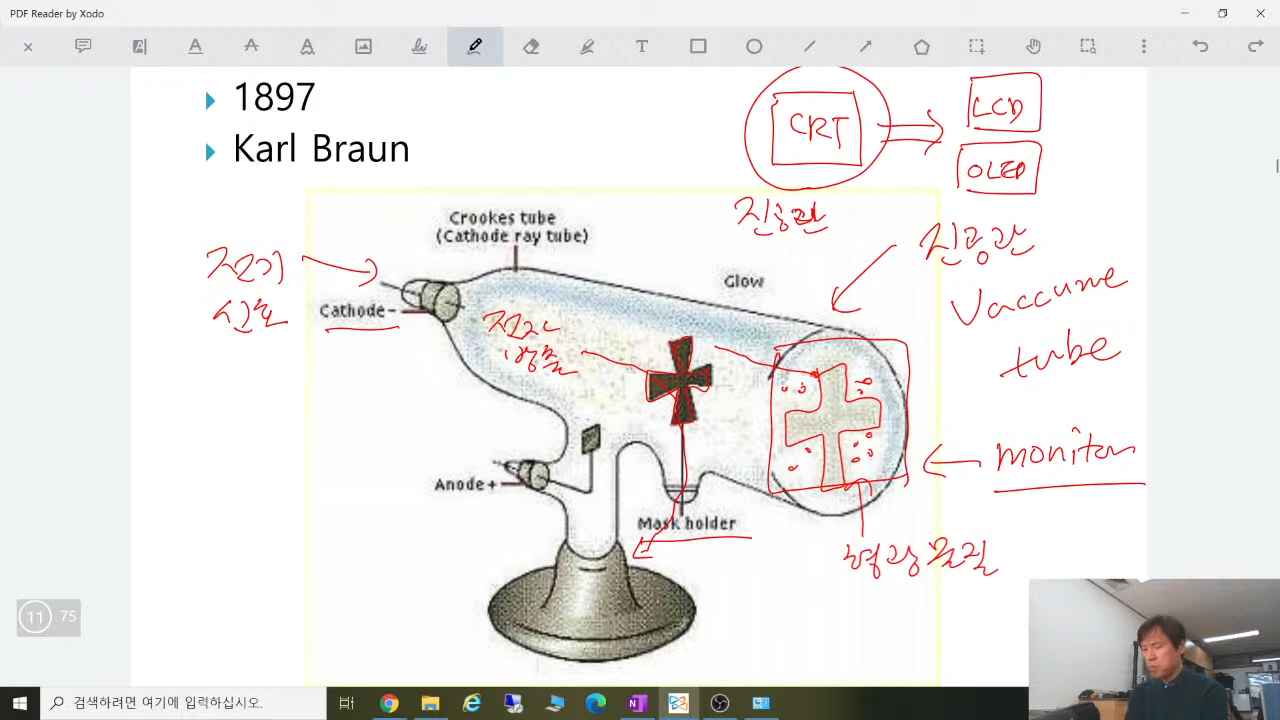 PDF Reader by Xodo
1897
Karl Braun
CRT
LCD
OLED
진공관
Crookes tube
(Cathode ray tube)
Glow
진공관
Vaccume
tube
전기
신호
Cathode-
전자
방출
monitor
Anode+
Mask holder
형광물질
11 75
검색하려면 여기에 입력하십시오.